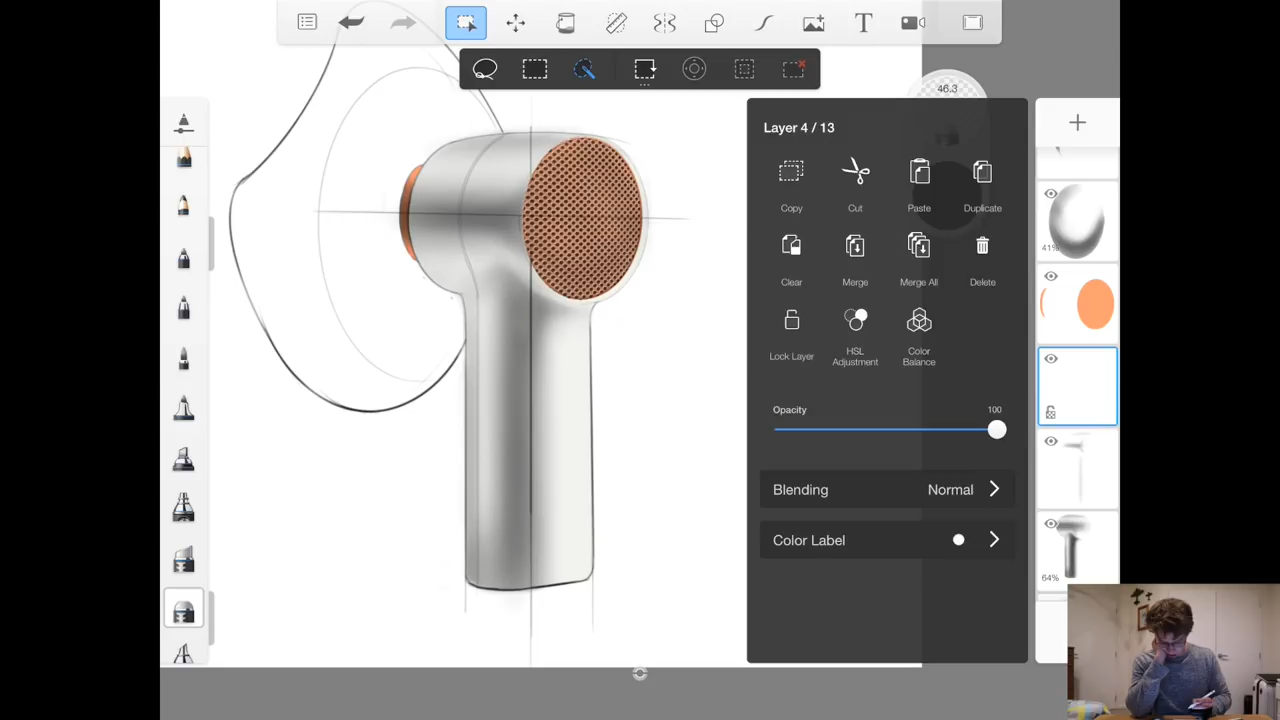 T
46.3
Layer 4 / 13
Copy
Cut
Paste
Duplicate
Clear
Merge
Merge All
Delete
Lock Layer
HSL
Adjustment
Color
Balance
Opacity
100
Blending
Normal
Color Label
41%
64%